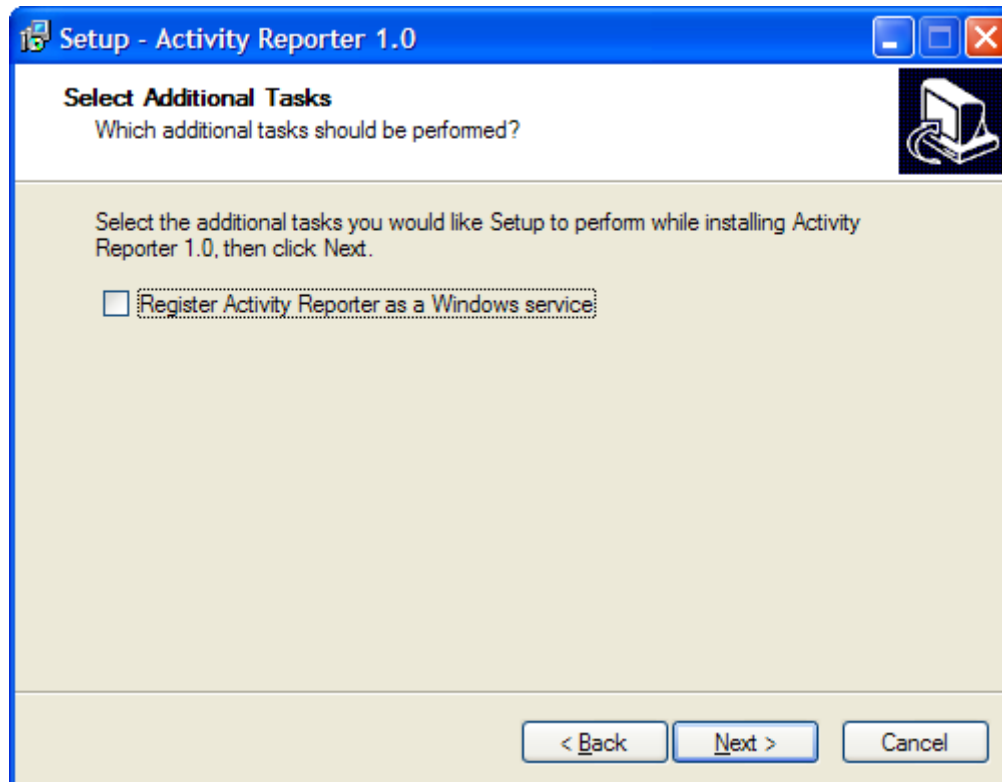 Setup - Activity Reporter 1.0
Select Additional Tasks
Which additional tasks should be performed?
Select the additional tasks you would like Setup to perform while installing Activity
Reporter 1.0, then click Next.
Register Activity Reporter as a Windows service
< Back Next > Cancel